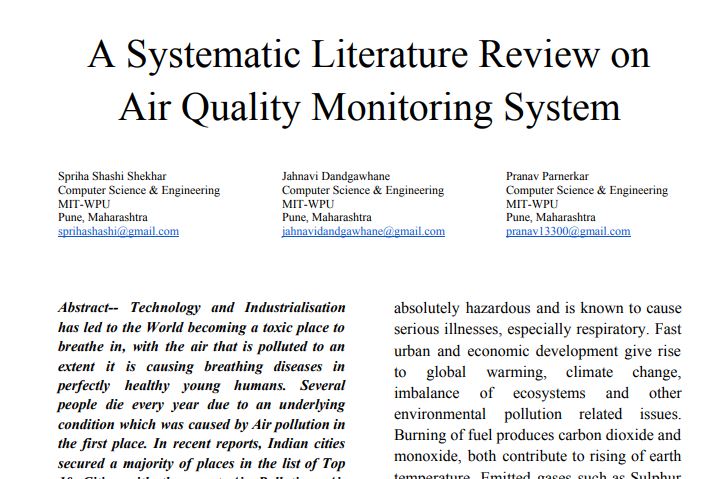 A Systematic Literature Review on
Air Quality Monitoring System
Spriha Shashi Shekhar
Computer Science & Engineering
MIT-WPU
Pune, Maharashtra
sprihashashi@gmail.com
Jahnavi Dandgawhane
Computer Science & Engineering
MIT-WPU
Pune, Maharashtra
jahnavidandgawhane@gmail.com
Pranav Parnerkar
Computer Science & Engineering
MIT-WPU
Pune, Maharashtra
pranav13300@gmail.com
Abstract-- Technology and Industrialisation
has led to the World becoming a toxic place to
breathe in, with the air that is polluted to an
extent it is causing breathing diseases in
perfectly healthy young humans. Several
people die every year due to an underlying
condition which was caused by Air pollution in
the first place. In recent reports, Indian cities
secured a majority of places in the list of Top
absolutely hazardous and is known to cause
serious illnesses, especially respiratory. Fast
urban and economic development give rise
to global warming, climate change,
imbalance of ecosystems and other
environmental pollution related issues.
Burning of fuel produces carbon dioxide and
monoxide, both contribute to rising of earth
temperature. Emitted gases such as Sulphur